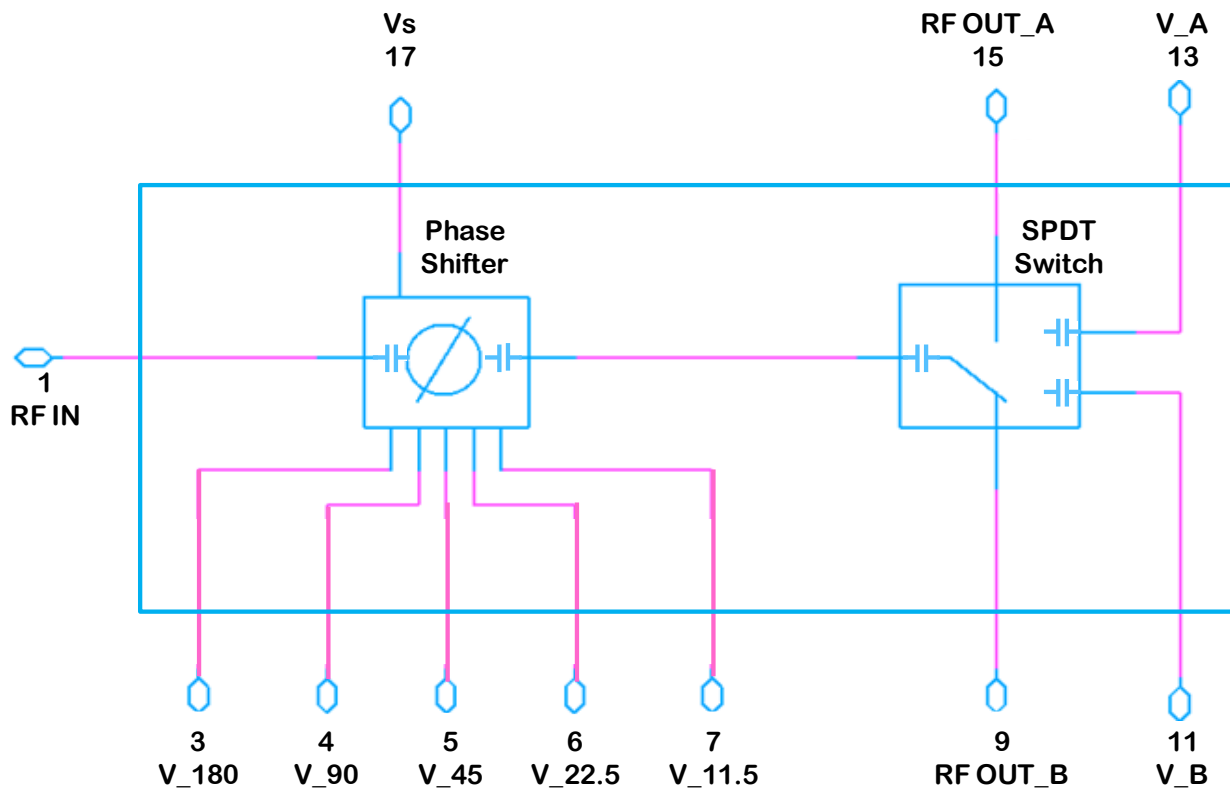 Vs
17
RF OUT_A
15
V_A
13
Phase
Shifter
SPDT
Switch
1
RF IN
3
V_180
4
V_90
5
V_45
6
V_22.5
7
V_11.5
9
RF OUT_B
11
V_B